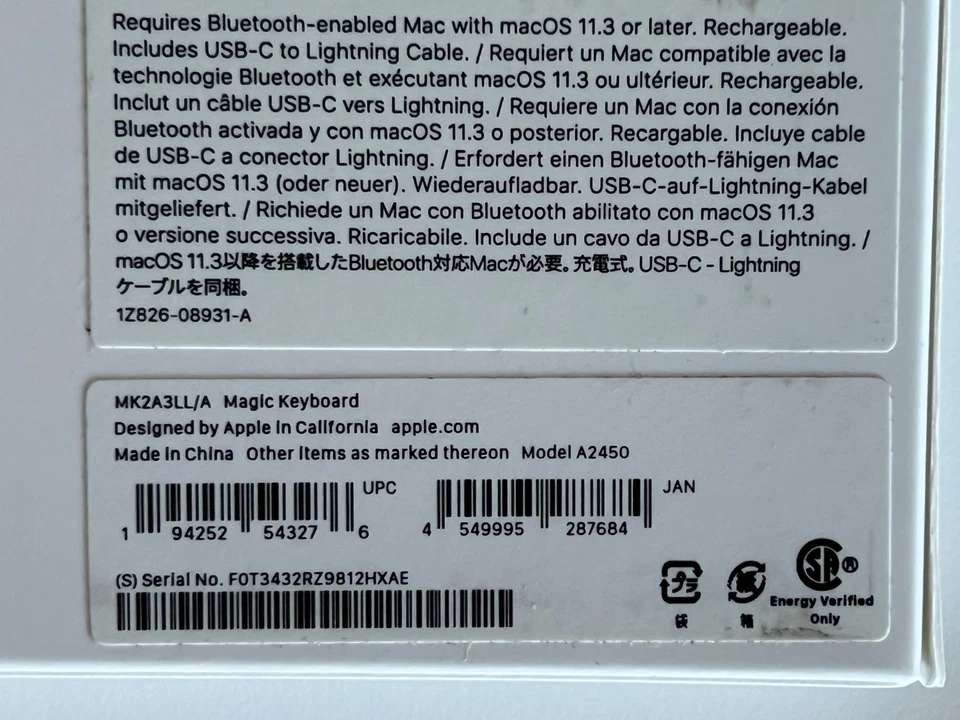 Requires Bluetooth-enabled Mac with macOS 11.3 or later. Rechargeable.
Includes USB-C to Lightning Cable. / Requiert un Mac compatible avec la
technologie Bluetooth et exécutant macOS 11.3 ou ultérieur. Rechargeable.
Inclut un câble USB-C vers Lightning. / Requiere un Mac con la conexión
Bluetooth activada y con macOS 11.3 o posterior. Recargable. Incluye cable
de USB-C a conector Lightning. / Erfordert einen Bluetooth-fähigen Mac
mit macOS 11.3 (oder neuer). Wiederaufladbar. USB-C-auf-Lightning-Kabel
mitgeliefert. / Richiede un Mac con Bluetooth abilitato con macOS 11.3
o versione successiva. Ricaricabile. Include un cavo da USB-C a Lightning. /
macOS 11.3以降を搭載したBluetooth対応Macが必要。充電式。USB-C - Lightning
ケーブルを同梱。
1Z826-08931-A
MK2A3LL/A Magic Keyboard
Designed by Apple in California apple.com
Made in China Other items as marked thereon Model A2450
UPC
1 94252 54327 6
JAN
4 549995 287684
(S) Serial No. F0T3432RZ9812HXAE
プラ
袋
紙
箱
SA ®
Energy Verified
Only